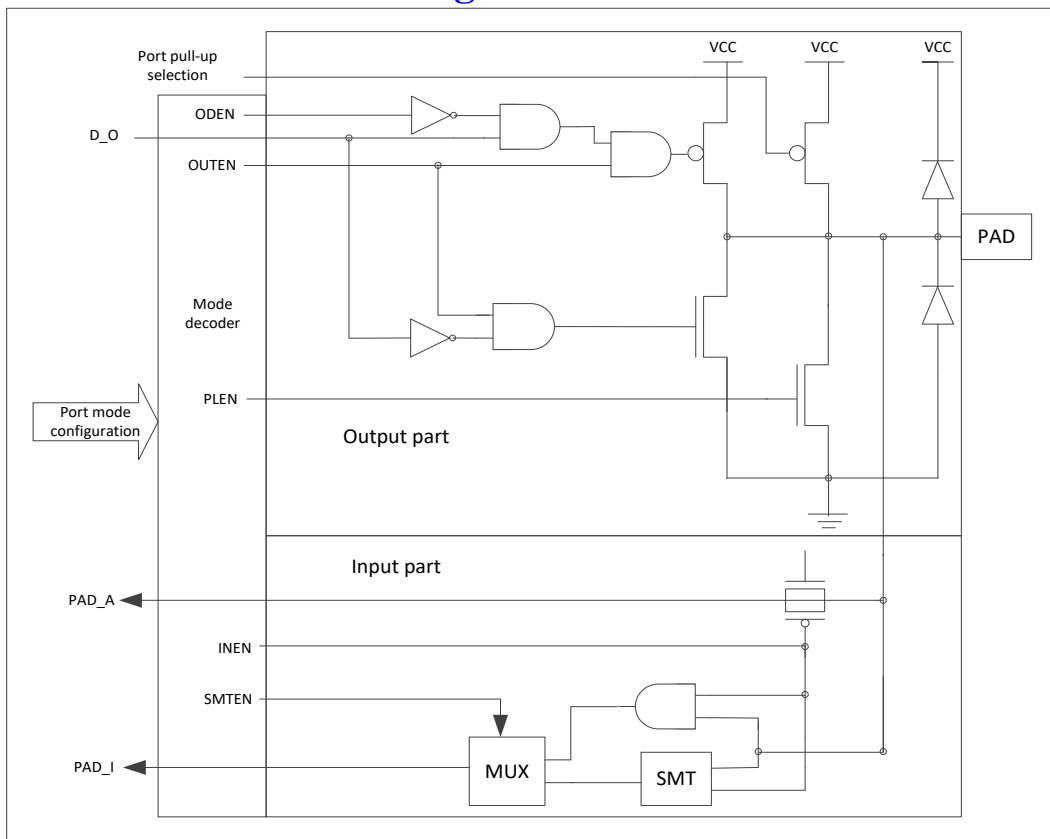 VCC VCC VCC
Port pull-up
selection
ODEN
D_O
OUTEN
PAD
Mode
decoder
PLEN
Port mode
configuration
Output part
Input part
PAD_A
INEN
SMTEN
PAD_I
MUX
SMT